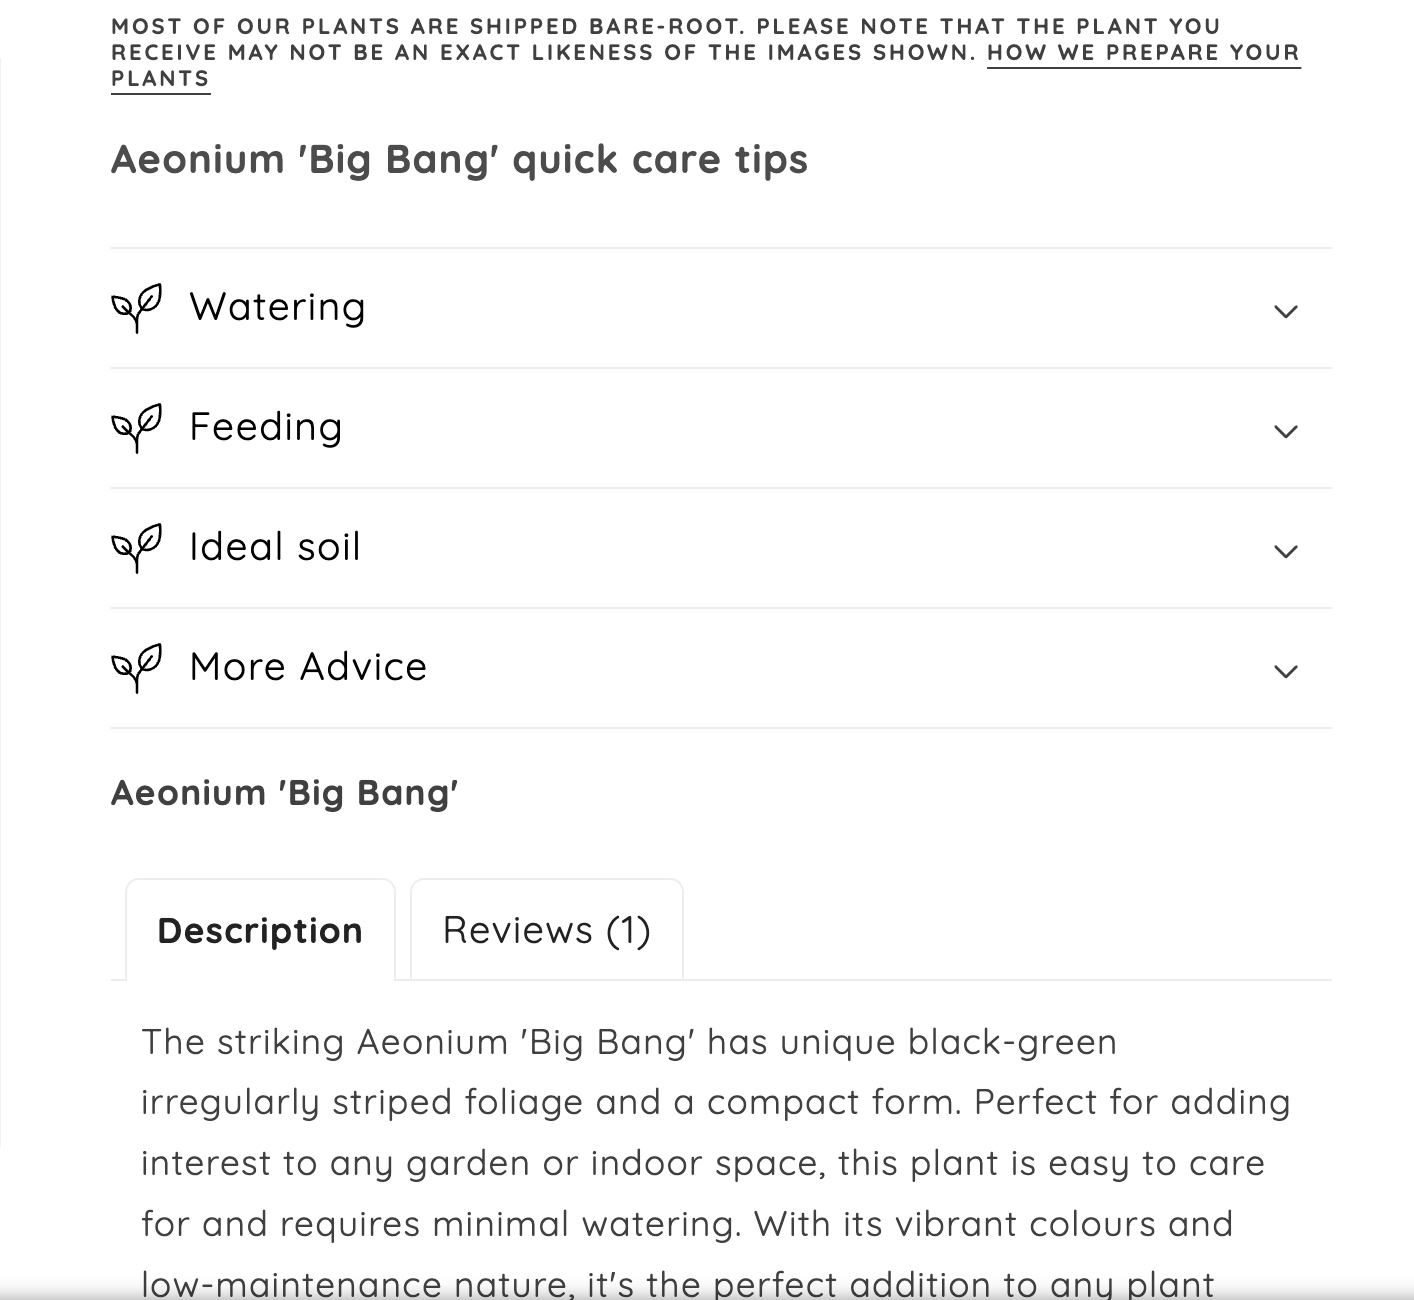 MOST OF OUR PLANTS ARE SHIPPED BARE-ROOT. PLEASE NOTE THAT THE PLANT YOU
RECEIVE MAY NOT BE AN EXACT LIKENESS OF THE IMAGES SHOWN. HOW WE PREPARE YOUR
PLANTS
Aeonium 'Big Bang' quick care tips
Watering
Feeding
Ideal soil
More Advice
Aeonium 'Big Bang'
Description
Reviews (1)
The striking Aeonium 'Big Bang' has unique black-green
irregularly striped foliage and a compact form. Perfect for adding
interest to any garden or indoor space, this plant is easy to care
for and requires minimal watering. With its vibrant colours and
low-maintenance nature, it's the perfect addition to any plant